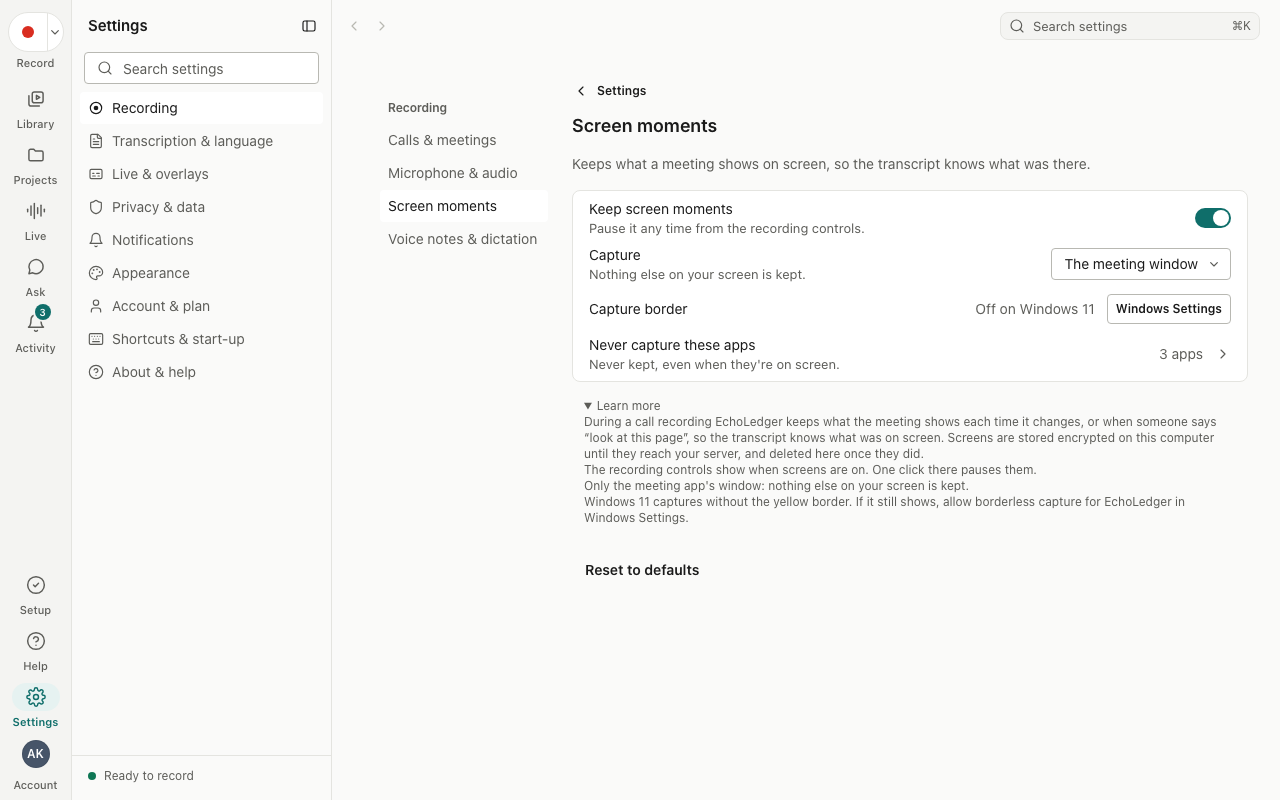 Record
Library
Projects
Live
Ask
3
Activity
Setup
Help
Settings
AK
Account
Settings
Search settings
Recording
Transcription & language
Live & overlays
Privacy & data
Notifications
Appearance
Account & plan
Shortcuts & start-up
About & help
Ready to record
Search settings ⌘K
Recording
Calls & meetings
Microphone & audio
Screen moments
Voice notes & dictation
Settings
Screen moments
Keeps what a meeting shows on screen, so the transcript knows what was there.
Keep screen moments
Pause it any time from the recording controls.
Capture
Nothing else on your screen is kept.
The meeting window
Capture border
Off on Windows 11
Windows Settings
Never capture these apps
Never kept, even when they're on screen.
3 apps
Learn more
During a call recording EchoLedger keeps what the meeting shows each time it changes, or when someone says
“look at this page”, so the transcript knows what was on screen. Screens are stored encrypted on this computer
until they reach your server, and deleted here once they did.
The recording controls show when screens are on. One click there pauses them.
Only the meeting app's window: nothing else on your screen is kept.
Windows 11 captures without the yellow border. If it still shows, allow borderless capture for EchoLedger in
Windows Settings.
Reset to defaults